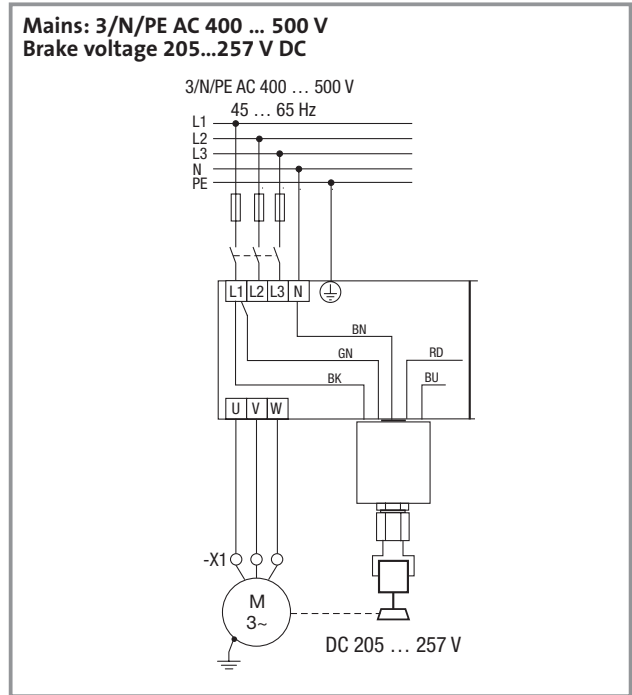 Mains: 3/N/PE AC 400 ... 500 V
Brake voltage 205...257 V DC
3/N/PE AC 400 … 500 V
45 … 65 Hz
L1
L2
L3
N
PE
L1 L2 L3 N
BN
GN
RD
BK
BU
U V W
-X1
M
3~
DC 205 … 257 V